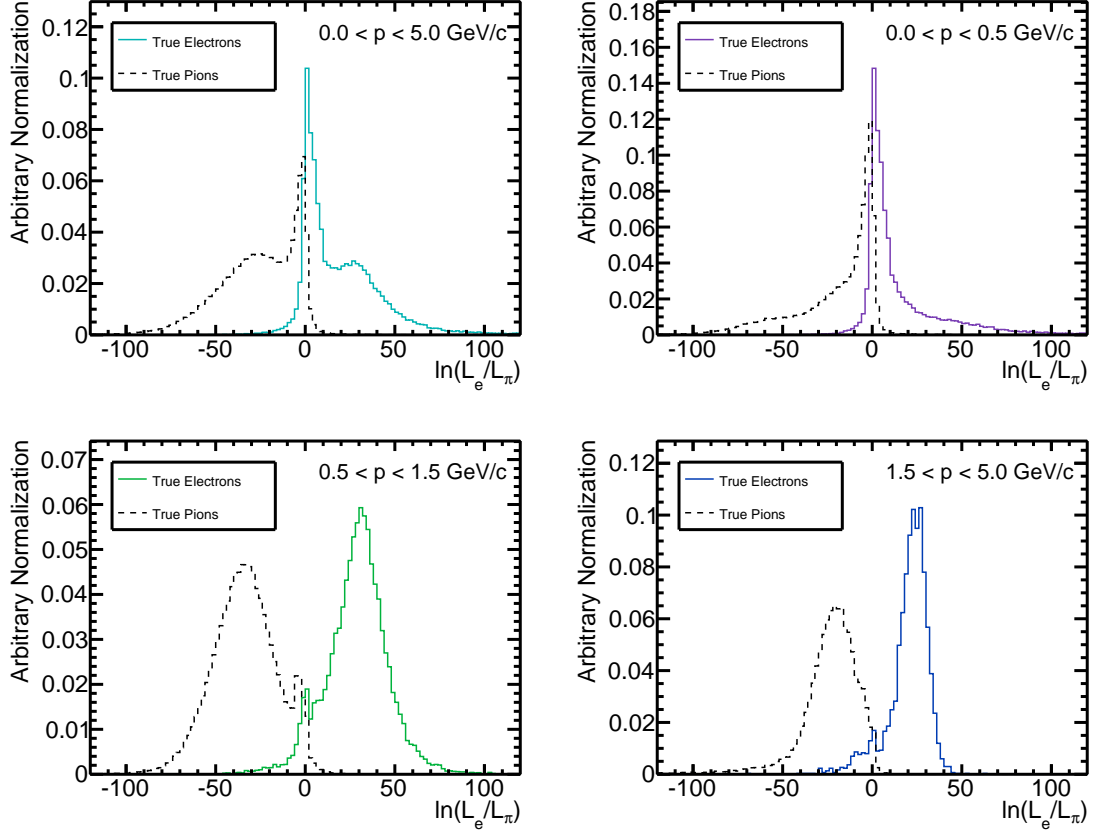 Arbitrary Normalization
0.12
0.1
0.08
0.06
0.04
0.02
0
True Electrons
True Pions
0.0 < p < 5.0 GeV/c
-100 -50 0 50 100
ln(L_e/L_π)
Arbitrary Normalization
0.18
0.16
0.14
0.12
0.1
0.08
0.06
0.04
0.02
0
True Electrons
True Pions
0.0 < p < 0.5 GeV/c
-100 -50 0 50 100
ln(L_e/L_π)
Arbitrary Normalization
0.07
0.06
0.05
0.04
0.03
0.02
0.01
0
True Electrons
True Pions
0.5 < p < 1.5 GeV/c
-100 -50 0 50 100
ln(L_e/L_π)
Arbitrary Normalization
0.12
0.1
0.08
0.06
0.04
0.02
0
True Electrons
True Pions
1.5 < p < 5.0 GeV/c
-100 -50 0 50 100
ln(L_e/L_π)